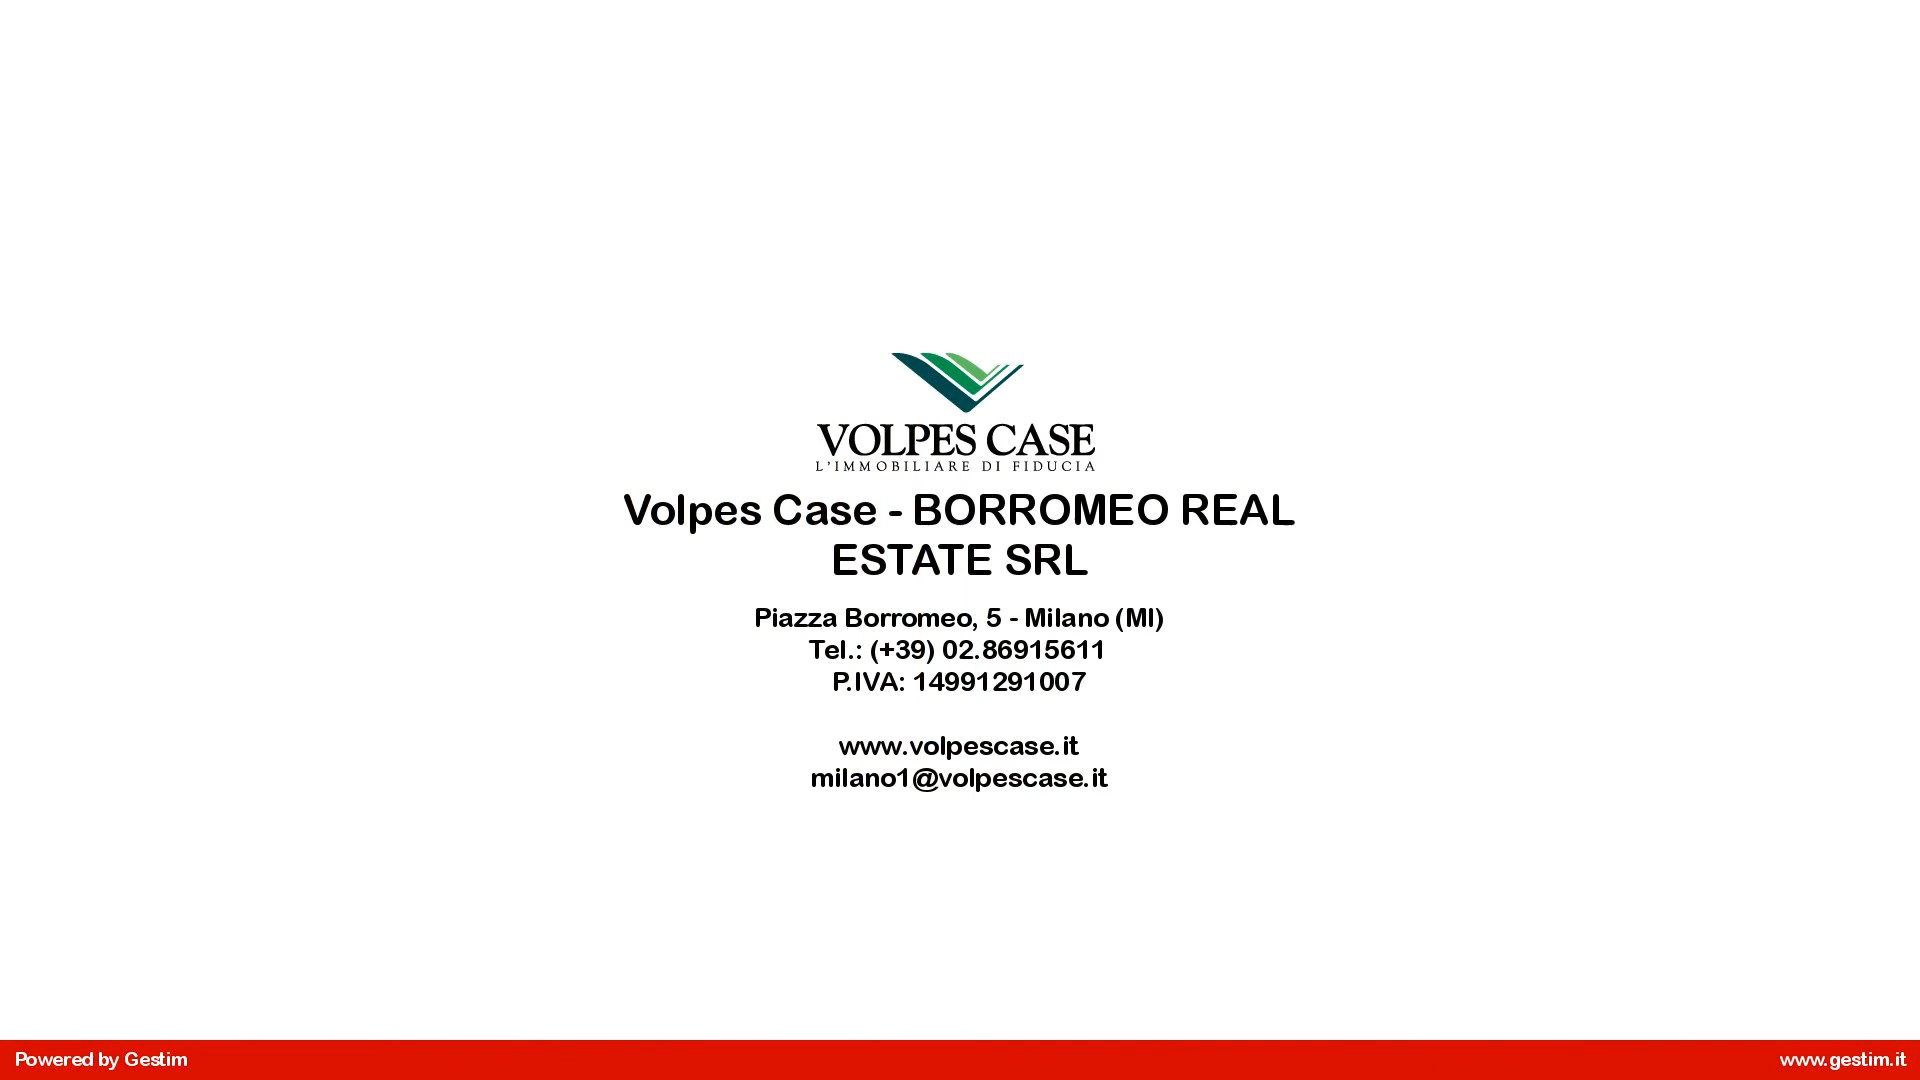 VOLPES CASE
L'IMMOBILIARE DI FIDUCIA
Volpes Case - BORROMEO REAL
ESTATE SRL
Piazza Borromeo, 5 - Milano (MI)
Tel.: (+39) 02.86915611
P.IVA: 14991291007
www.volpescase.it
milano1@volpescase.it
Powered by Gestim
www.gestim.it